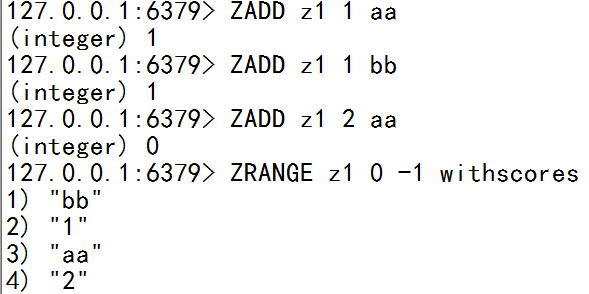 127.0.0.1:6379> ZADD z1 1 aa
(integer) 1
127.0.0.1:6379> ZADD z1 1 bb
(integer) 1
127.0.0.1:6379> ZADD z1 2 aa
(integer) 0
127.0.0.1:6379> ZRANGE z1 0 -1 withscores
1) "bb"
2) "1"
3) "aa"
4) "2"